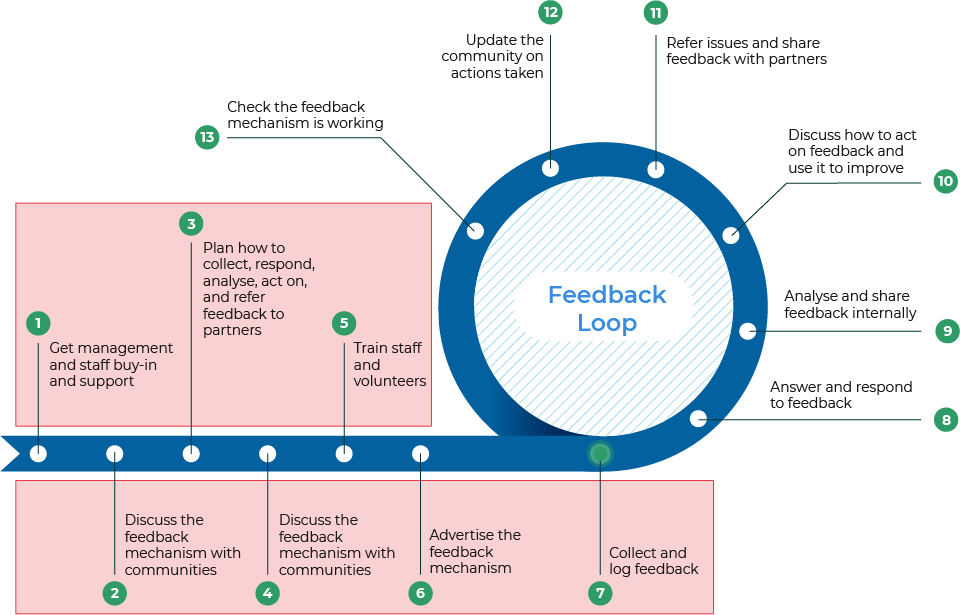 1
Get management
and staff buy-in
and support
2
Discuss the
feedback
mechanism with
communities
3
Plan how to
collect, respond,
analyse, act on,
and refer
feedback to
partners
4
Discuss the
feedback
mechanism with
communities
5
Train staff
and
volunteers
6
Advertise the
feedback
mechanism
7
Collect and
log feedback
8
Answer and respond
to feedback
9
Analyse and share
feedback internally
10
Discuss how to act
on feedback and
use it to improve
11
Refer issues and share
feedback with partners
12
Update the
community on
actions taken
13
Check the feedback
mechanism is working
Feedback
Loop